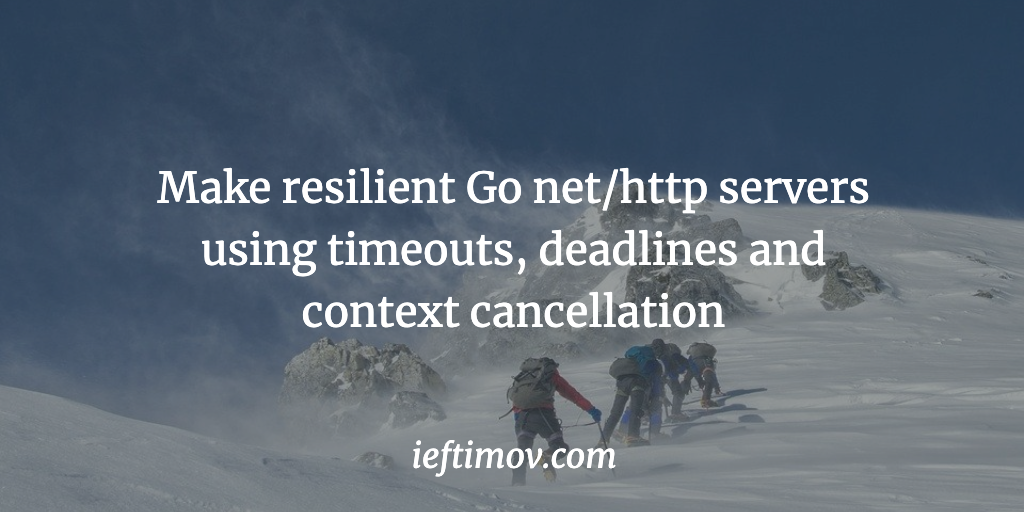 Make resilient Go net/http servers
using timeouts, deadlines and
context cancellation
ieftimov.com